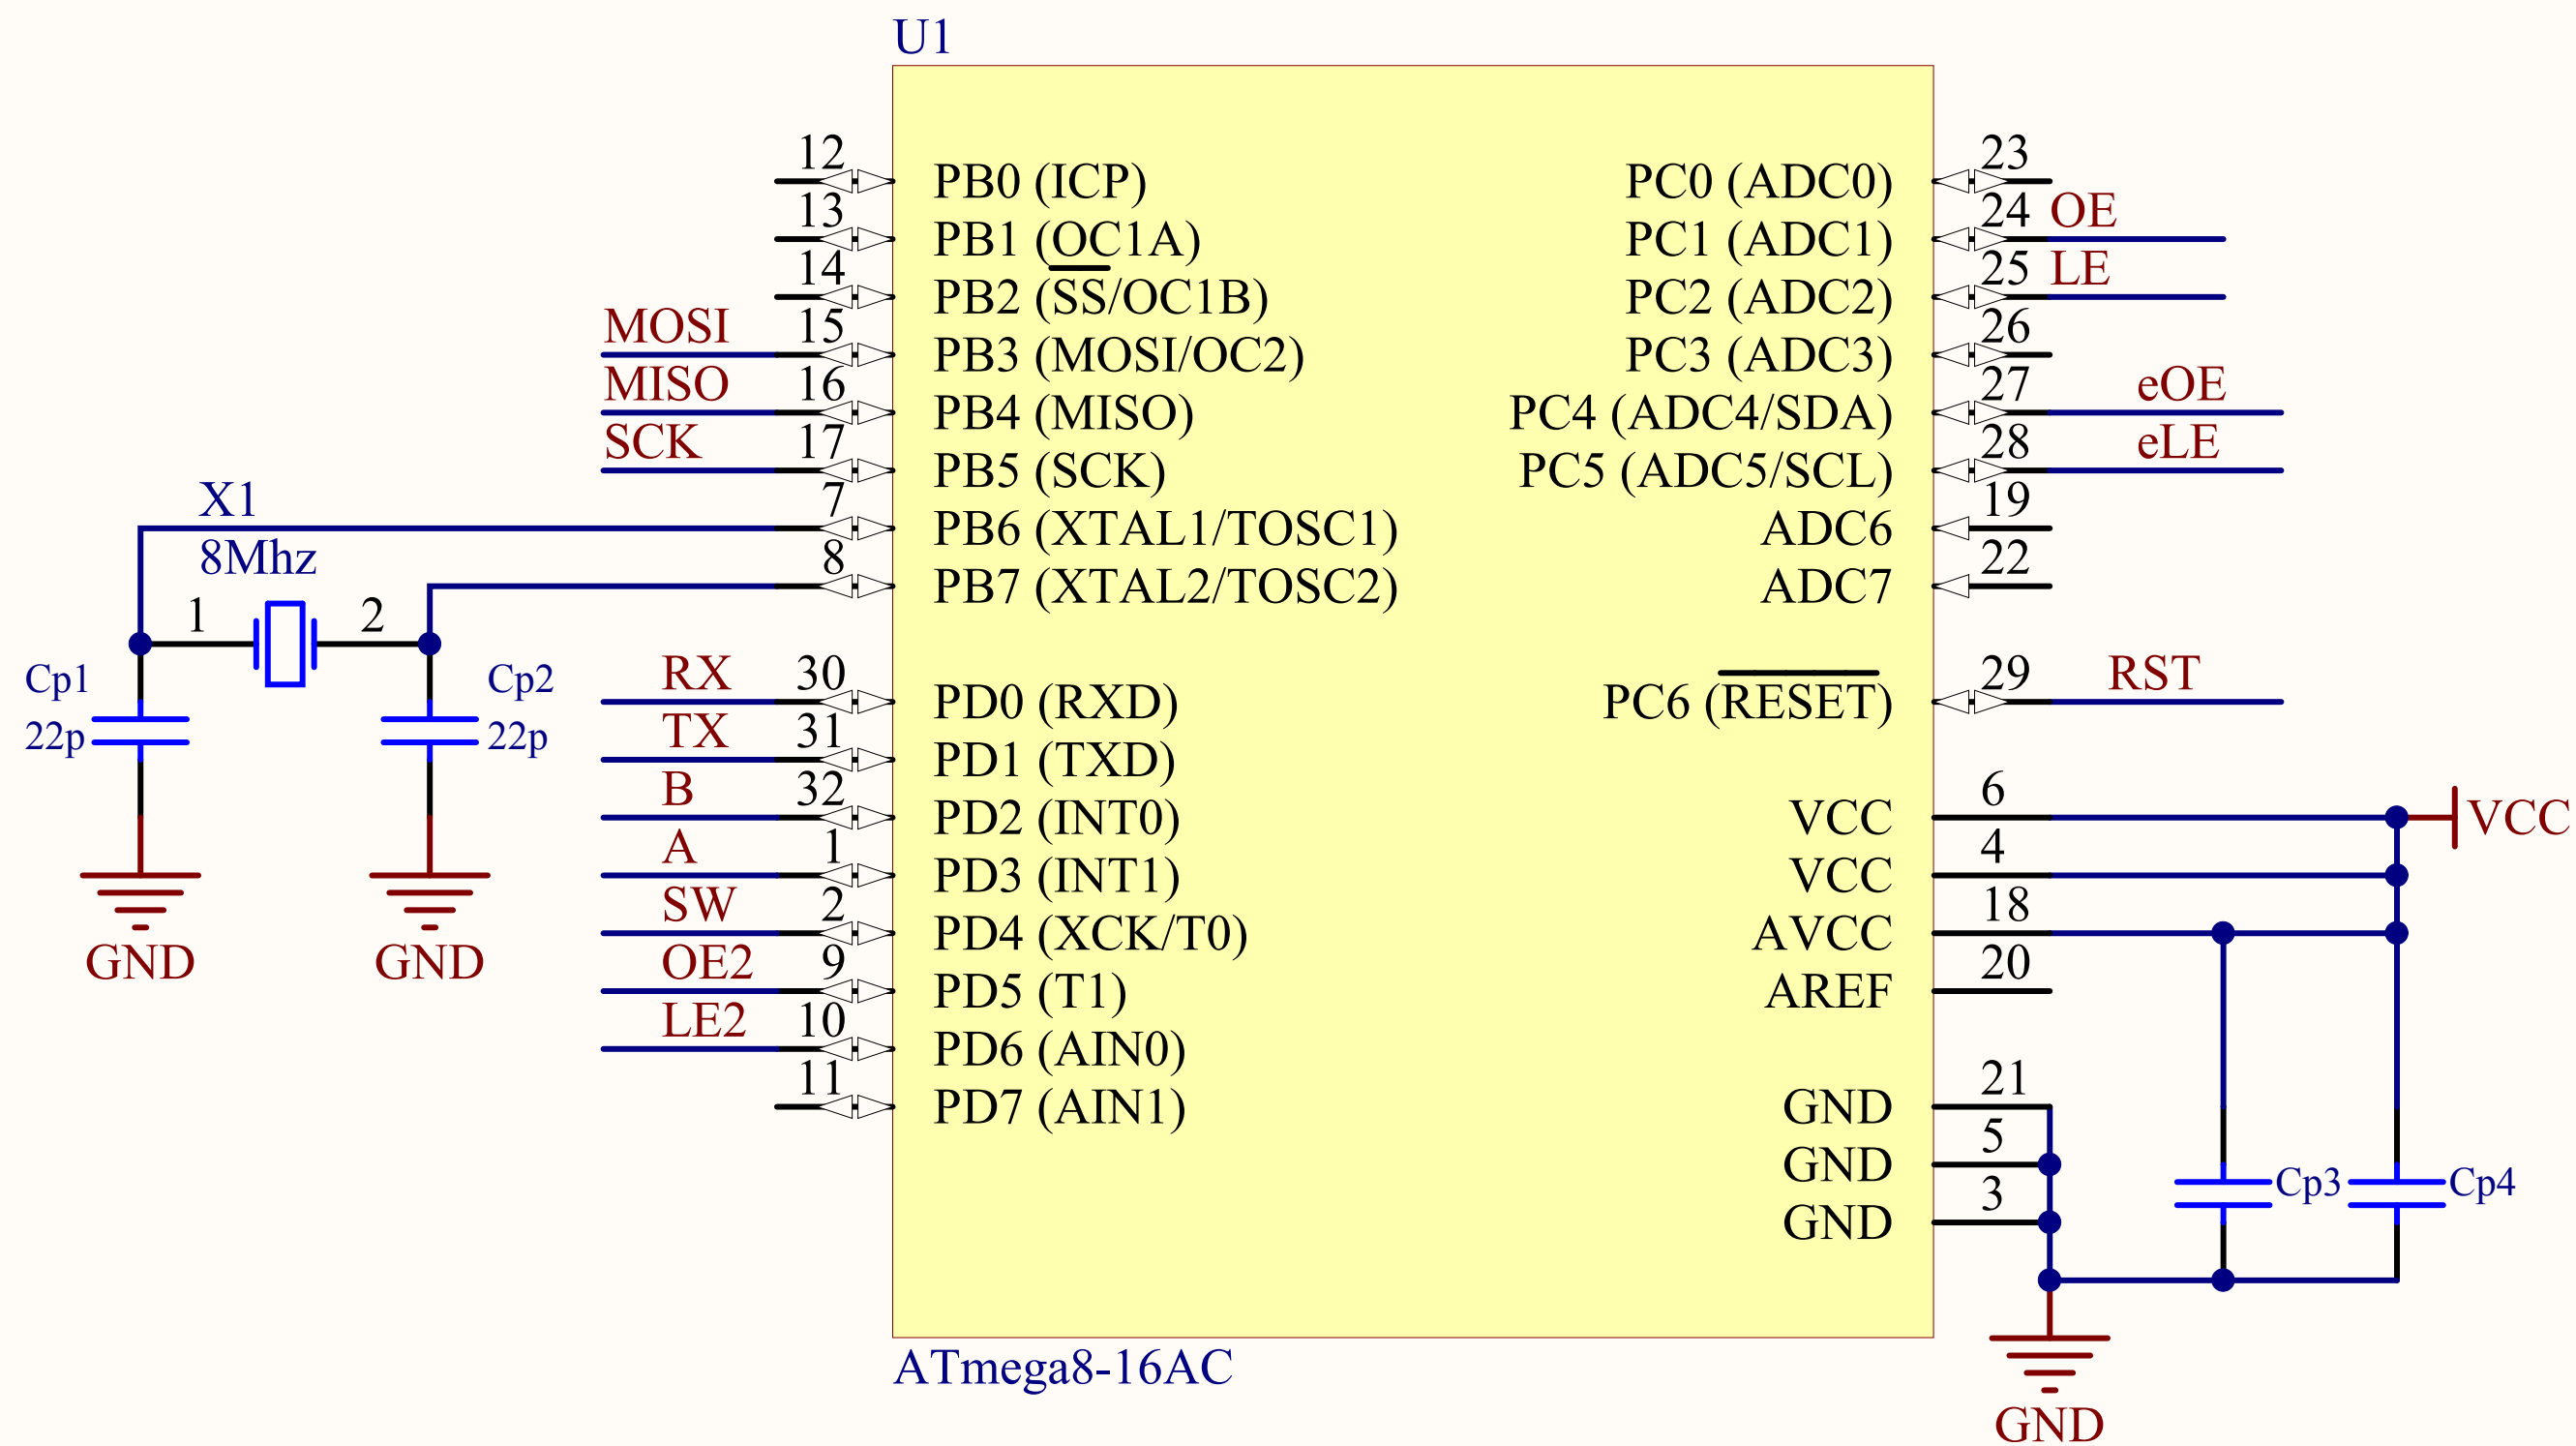 U1
12 PB0 (ICP) PC0 (ADC0) 23
13 PB1 (OC1A) PC1 (ADC1) 24 OE
14 PB2 (SS/OC1B) PC2 (ADC2) 25 LE
MOSI 15 PB3 (MOSI/OC2) PC3 (ADC3) 26
MISO 16 PB4 (MISO) PC4 (ADC4/SDA) 27 eOE
SCK 17 PB5 (SCK) PC5 (ADC5/SCL) 28 eLE
X1 7 PB6 (XTAL1/TOSC1) ADC6 19
8Mhz 8 PB7 (XTAL2/TOSC2) ADC7 22
1 2
Cp1 Cp2 RX 30 PD0 (RXD) PC6 (RESET) 29 RST
22p 22p TX 31 PD1 (TXD)
B 32 PD2 (INT0) VCC 6 VCC
A 1 PD3 (INT1) VCC 4
SW 2 PD4 (XCK/T0) AVCC 18
GND GND OE2 9 PD5 (T1) AREF 20
LE2 10 PD6 (AIN0)
11 PD7 (AIN1) GND 21
GND 5
GND 3 Cp3 Cp4
ATmega8-16AC
GND